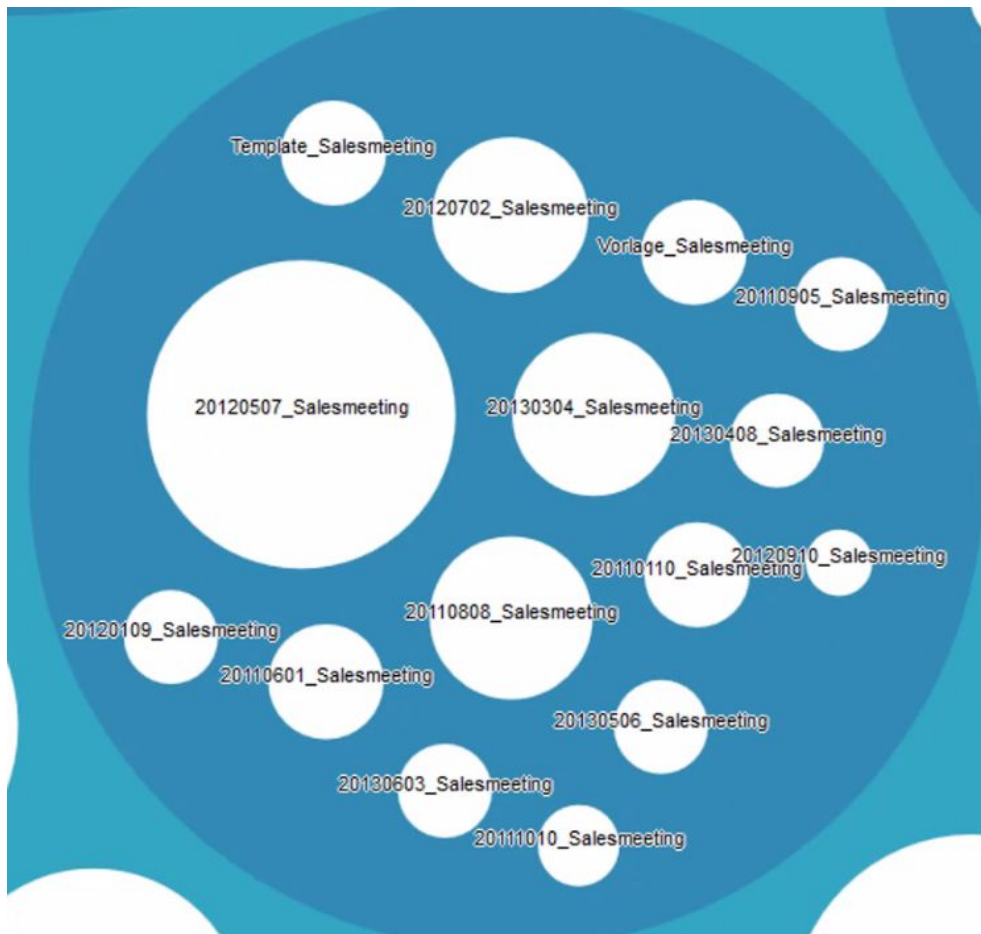 Template_Salesmeeting
20120702_Salesmeeting
Vorlage_Salesmeeting
20110905_Salesmeeting
20120507_Salesmeeting
20130304_Salesmeeting
20130408_Salesmeeting
20120910_Salesmeeting
20110110_Salesmeeting
20110808_Salesmeeting
20120109_Salesmeeting
20110601_Salesmeeting
20130506_Salesmeeting
20130603_Salesmeeting
20111010_Salesmeeting